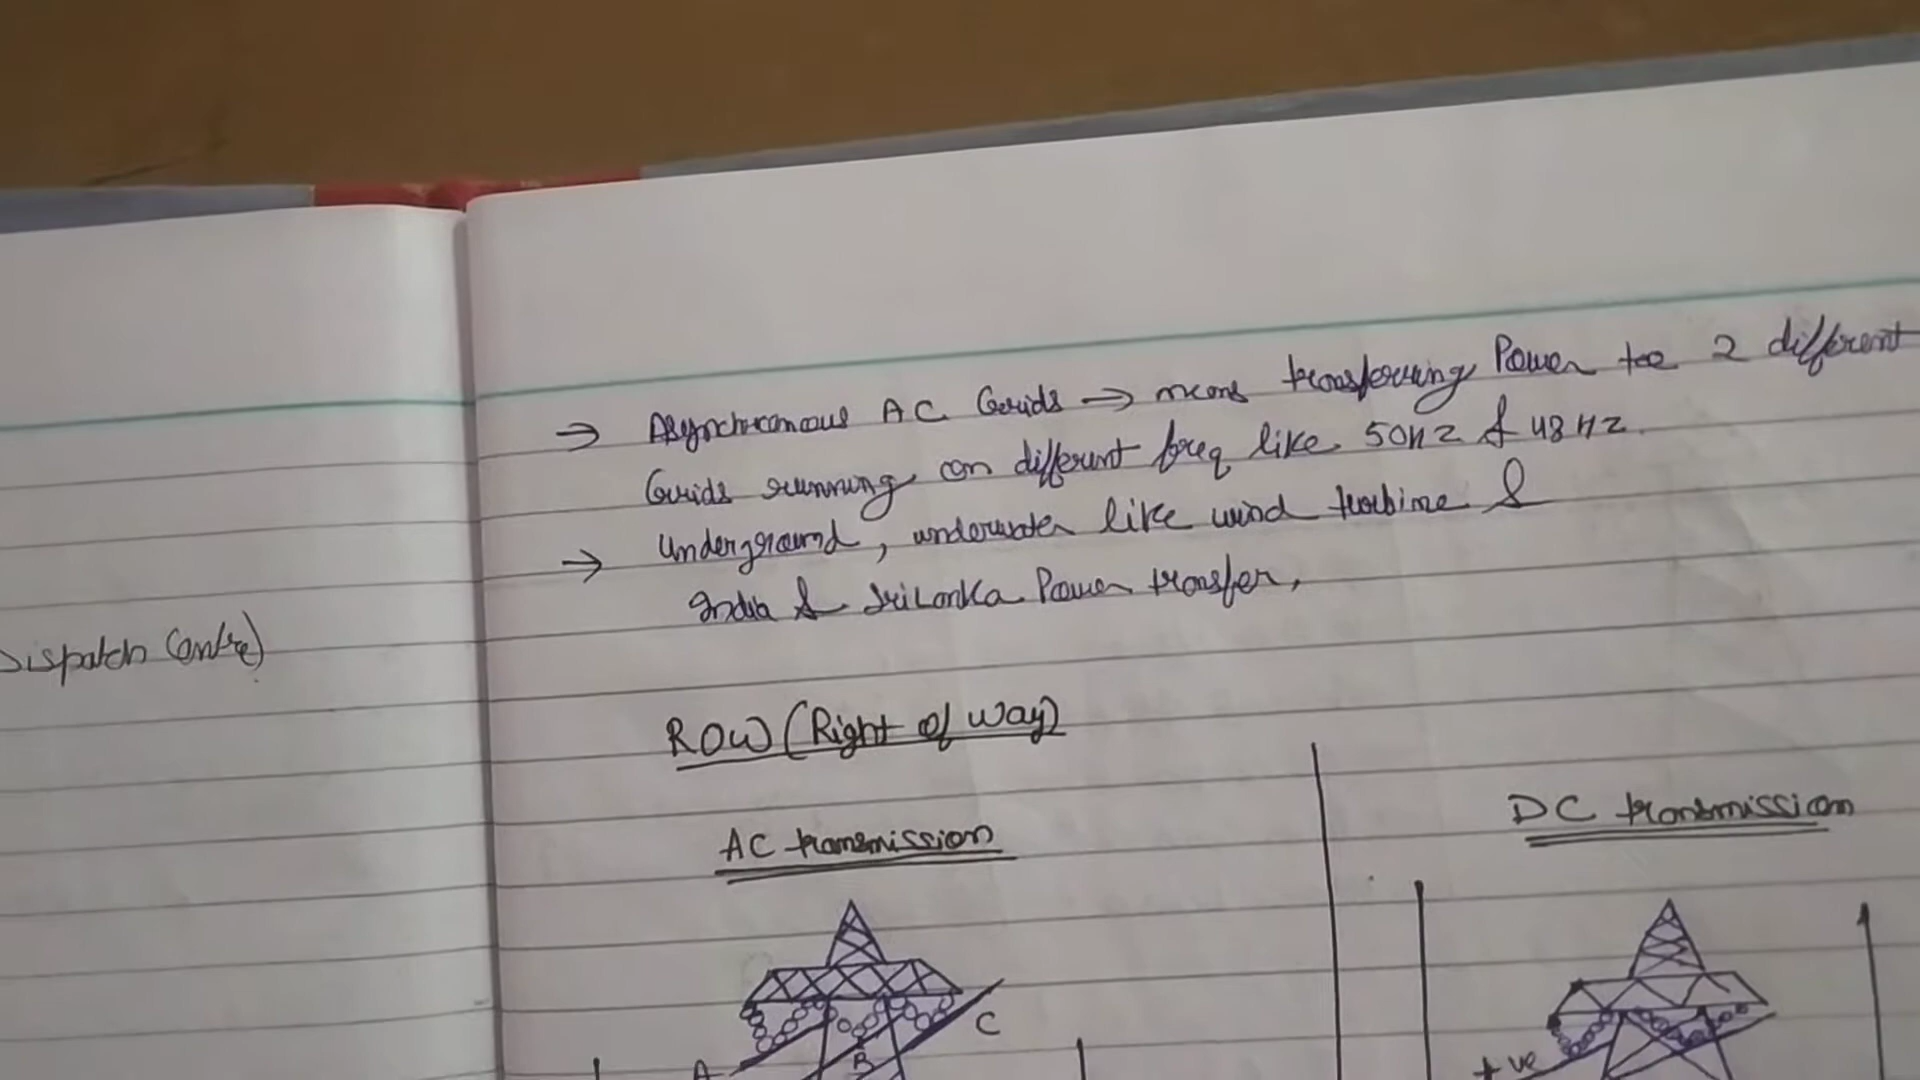 Dispatch Centre)
→ Asynchronous AC Grids → means transferring Power to 2 different
Grids running on different freq like 50HZ & 48HZ.
→ Underground, underwater like wind turbine &
India & SriLanka Power transfer,
ROW (Right of Way)
AC transmission
DC transmission
A B C
+ve